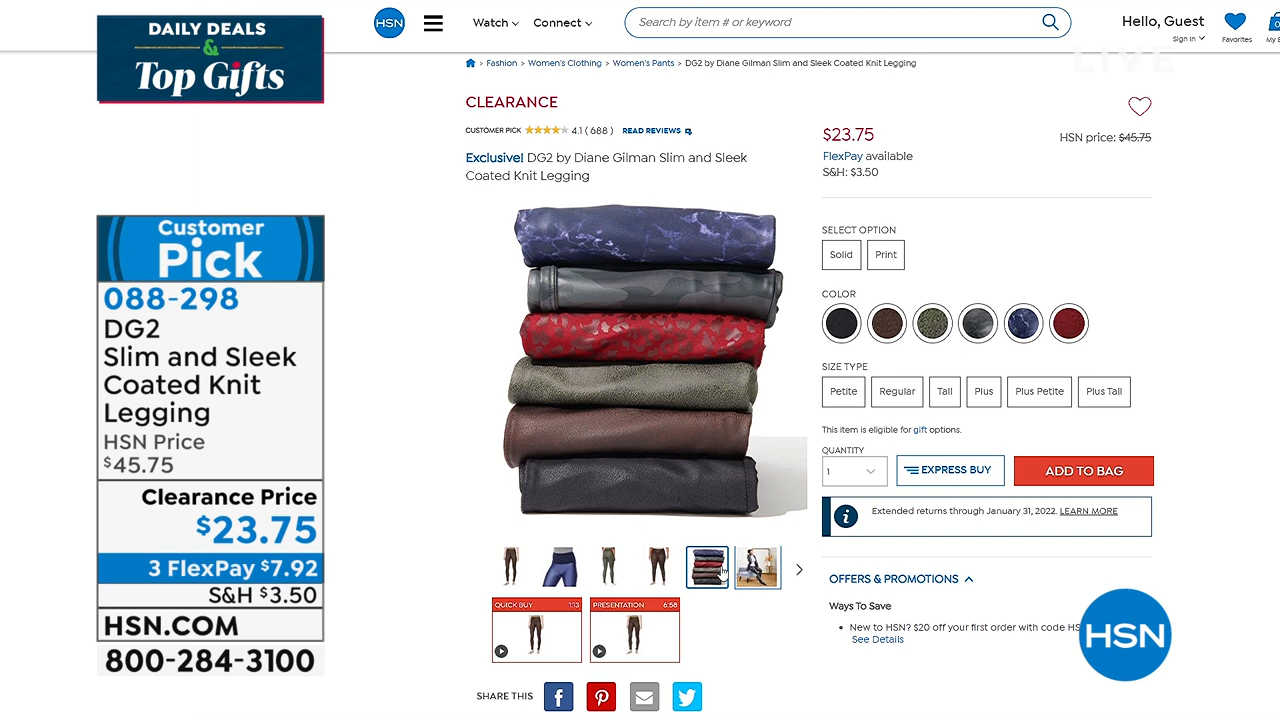 DAILY DEALS
&
Top Gifts
Customer
Pick
088-298
DG2
Slim and Sleek
Coated Knit
Legging
HSN Price
$45.75
Clearance Price
$23.75
3 FlexPay $7.92
S&H $3.50
HSN.COM
800-284-3100
HSN
Watch
Connect
Search by item # or keyword
Hello, Guest
Sign In
Favorites
0
LIVE
Fashion > Women's Clothing > Women's Pants > DG2 by Diane Gilman Slim and Sleek Coated Knit Legging
CLEARANCE
CUSTOMER PICK 4.1 ( 688 ) READ REVIEWS
Exclusive! DG2 by Diane Gilman Slim and Sleek
Coated Knit Legging
$23.75
HSN price: $45.75
FlexPay available
S&H: $3.50
SELECT OPTION
Solid
Print
COLOR
SIZE TYPE
Petite
Regular
Tall
Plus
Plus Petite
Plus Tall
This item is eligible for gift options.
QUANTITY
1
EXPRESS BUY
ADD TO BAG
i
Extended returns through January 31, 2022. LEARN MORE
OFFERS & PROMOTIONS
Ways To Save
• New to HSN? $20 off your first order with code HS
See Details
HSN
QUICK BUY 1:13
PRESENTATION 6:58
SHARE THIS